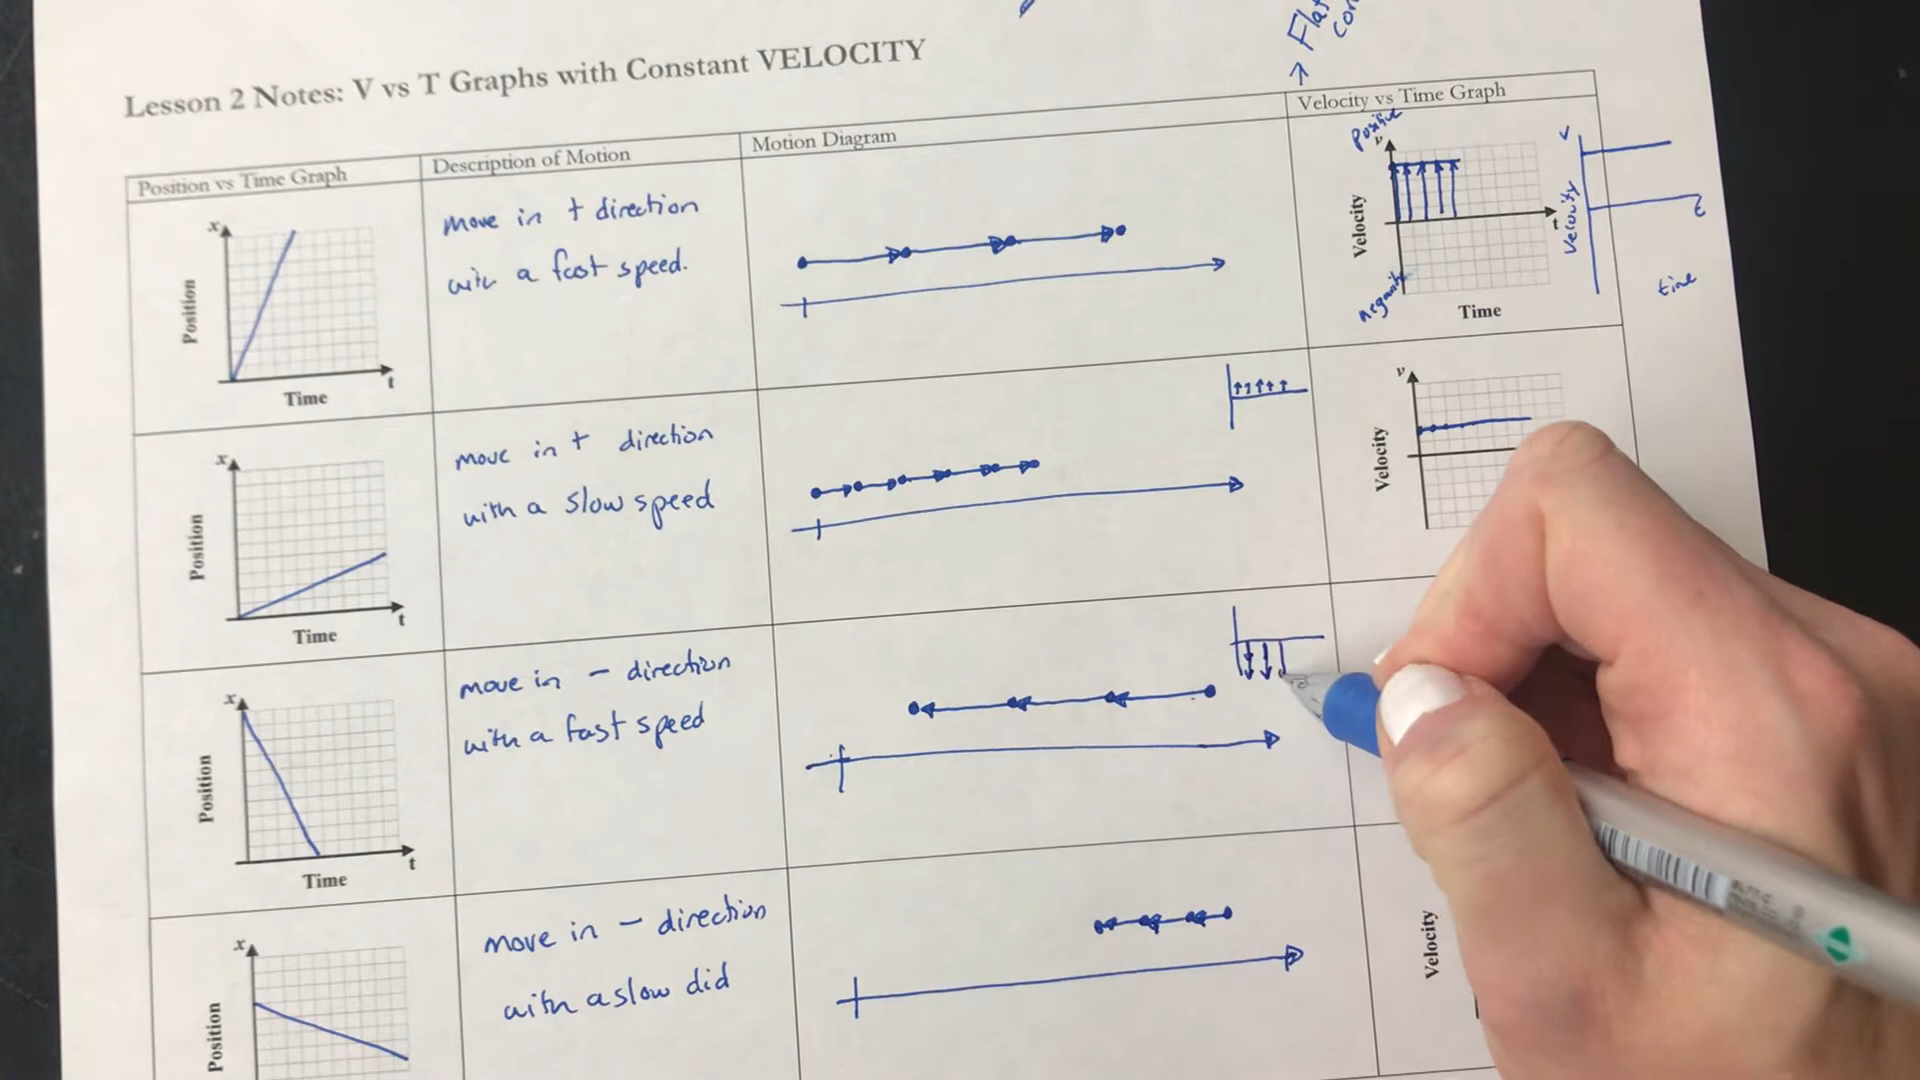 Flat
con
Lesson 2 Notes: V vs T Graphs with Constant VELOCITY
Position vs Time Graph
Description of Motion
Motion Diagram
Velocity vs Time Graph
x
Position
Time
t
move in + direction
with a fast speed.
positive
v
Velocity
negative
t
Time
v
Velocity
t
time
x
Position
Time
t
move in + direction
with a slow speed
v
Velocity
x
Position
Time
t
move in - direction
with a fast speed
x
Position
move in - direction
with a slow did
Velocity